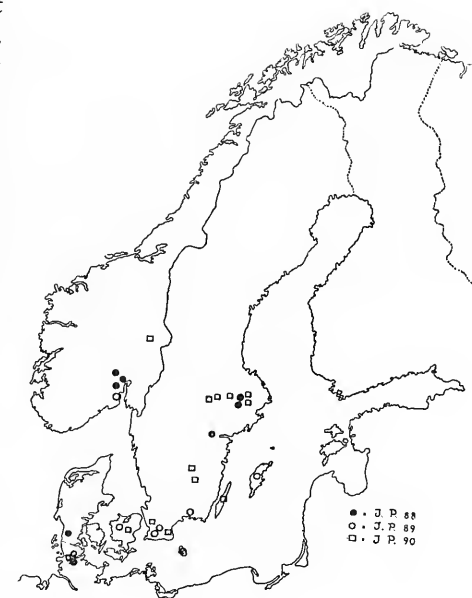 ● . J. P. 88
○ . J. P. 89
□ . J. P. 90